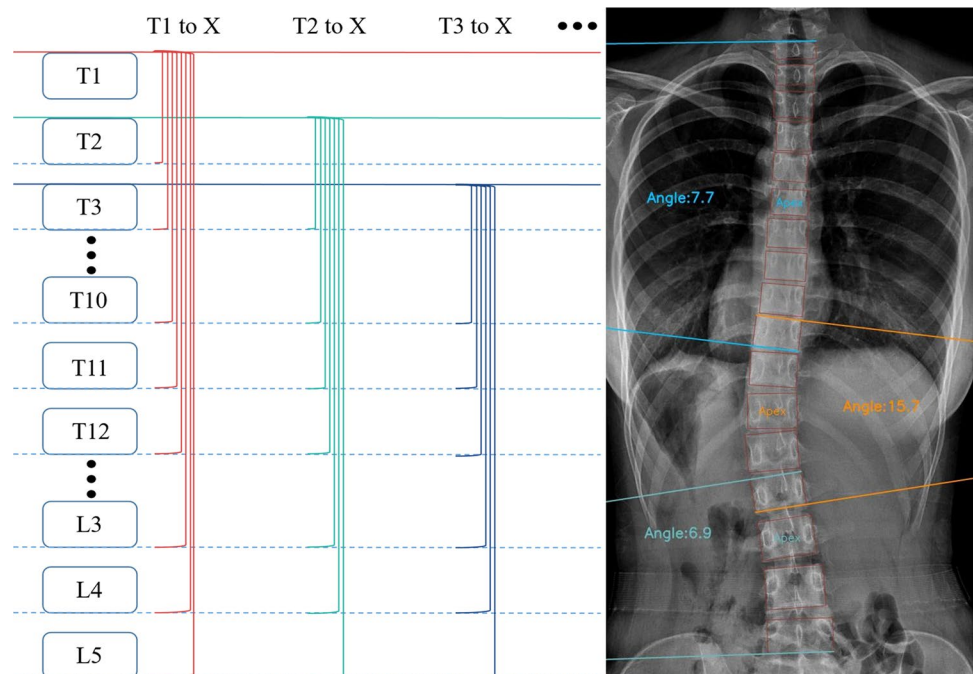 T1 to X T2 to X T3 to X •••
T1
T2
T3
T10
T11
T12
L3
L4
L5
Apex
Angle:7.7
Angle:15.7
Apex
Angle:6.9
Apex